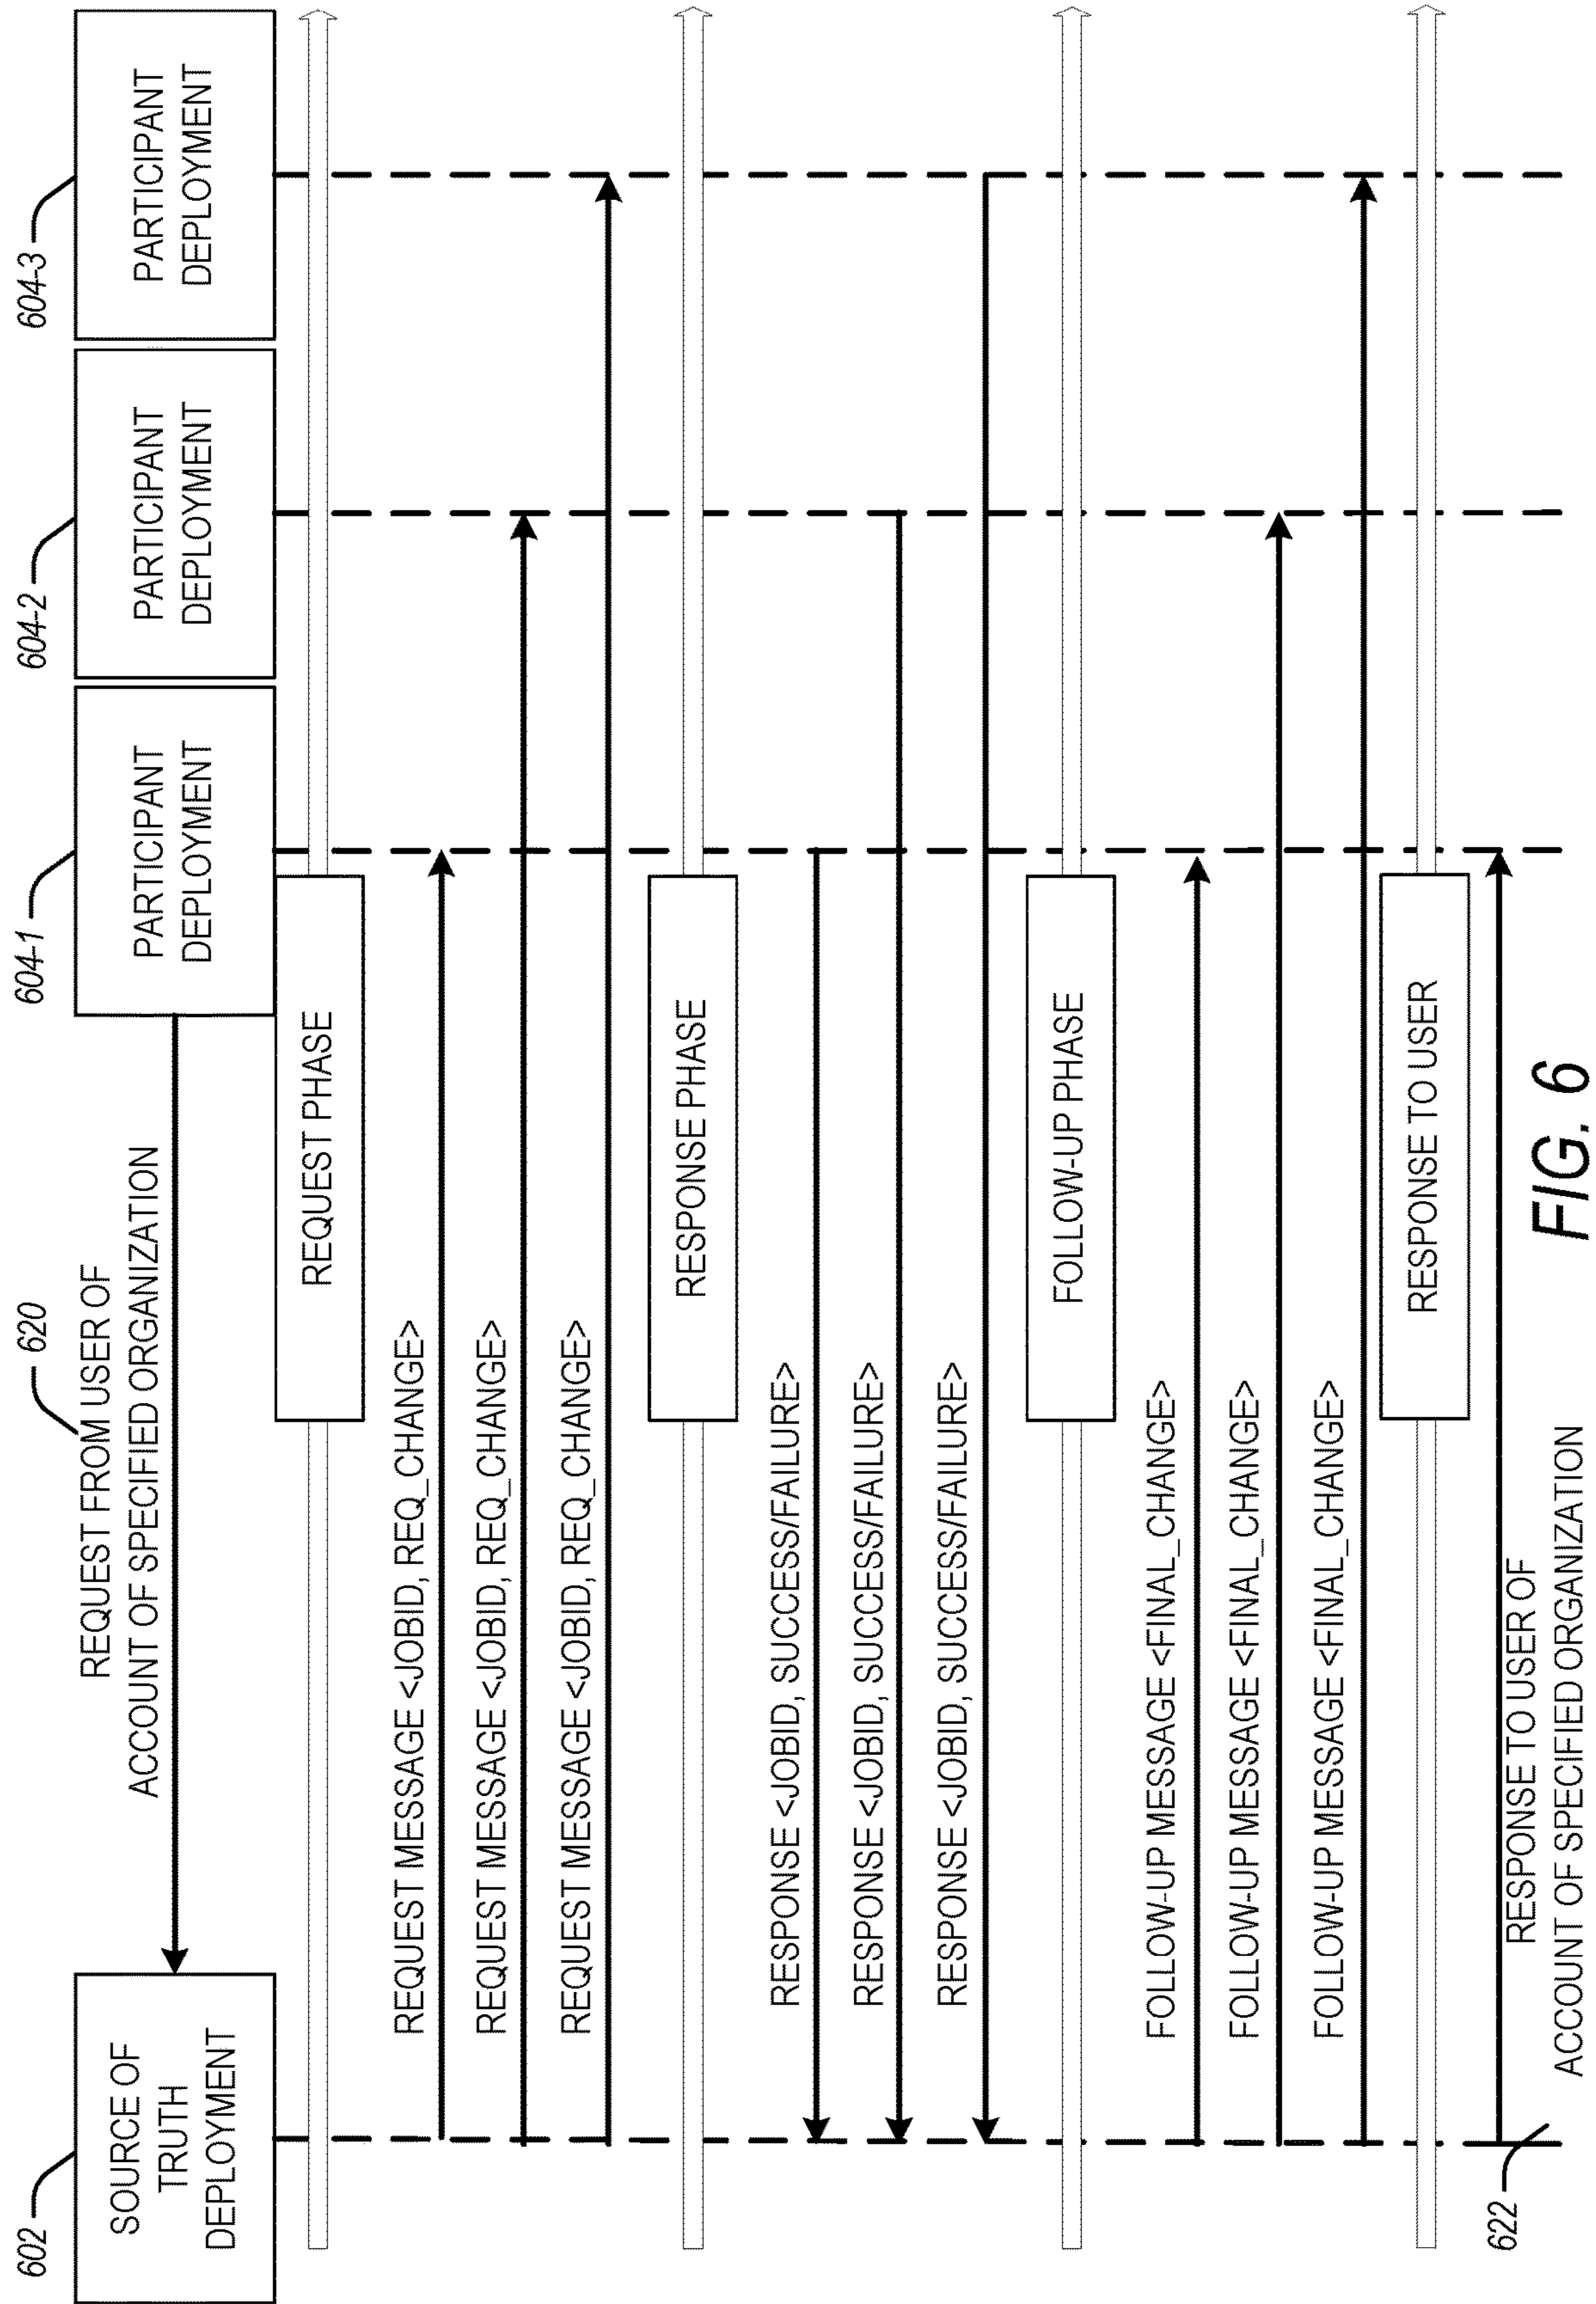 602
SOURCE OF
TRUTH
DEPLOYMENT
620
REQUEST FROM USER OF
ACCOUNT OF SPECIFIED ORGANIZATION
604-1
PARTICIPANT
DEPLOYMENT
604-2
PARTICIPANT
DEPLOYMENT
604-3
PARTICIPANT
DEPLOYMENT
REQUEST PHASE
REQUEST MESSAGE <JOBID, REQ_CHANGE>
REQUEST MESSAGE <JOBID, REQ_CHANGE>
REQUEST MESSAGE <JOBID, REQ_CHANGE>
RESPONSE PHASE
RESPONSE <JOBID, SUCCESS/FAILURE>
RESPONSE <JOBID, SUCCESS/FAILURE>
RESPONSE <JOBID, SUCCESS/FAILURE>
FOLLOW-UP PHASE
FOLLOW-UP MESSAGE <FINAL_CHANGE>
FOLLOW-UP MESSAGE <FINAL_CHANGE>
FOLLOW-UP MESSAGE <FINAL_CHANGE>
RESPONSE TO USER
622
RESPONSE TO USER OF
ACCOUNT OF SPECIFIED ORGANIZATION
FIG. 6